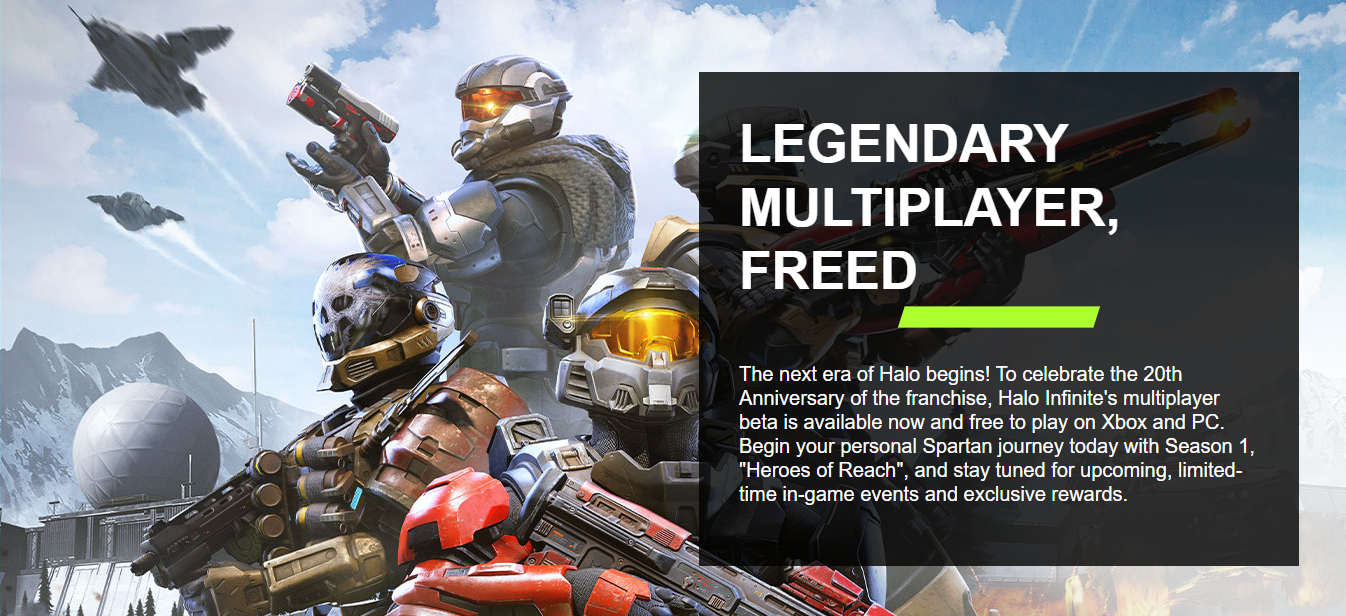 LEGENDARY
MULTIPLAYER,
FREED
The next era of Halo begins! To celebrate the 20th
Anniversary of the franchise, Halo Infinite's multiplayer
beta is available now and free to play on Xbox and PC.
Begin your personal Spartan journey today with Season 1,
"Heroes of Reach", and stay tuned for upcoming, limited-
time in-game events and exclusive rewards.